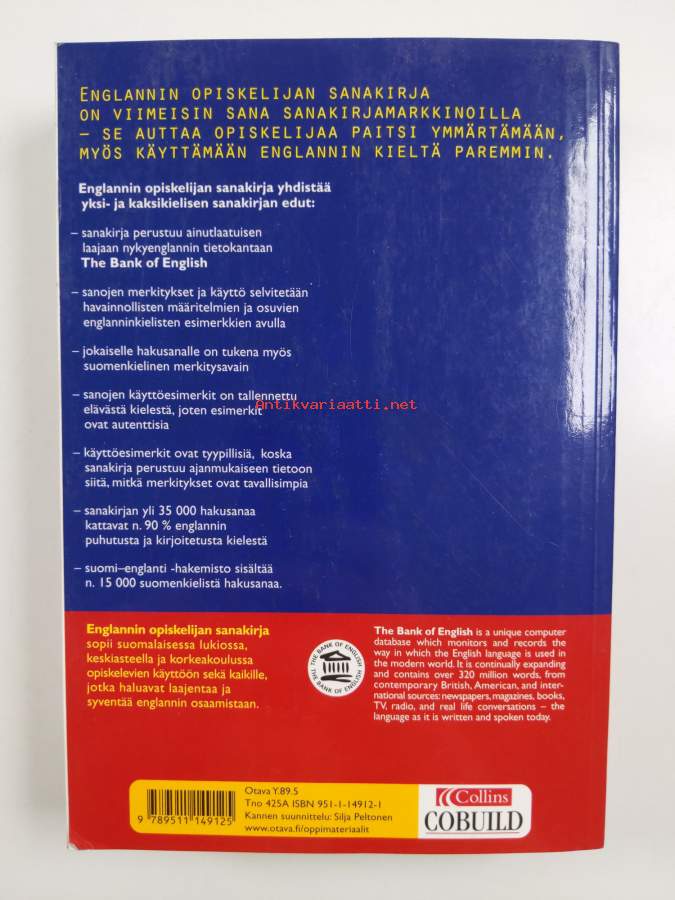 ENGLANNIN OPISKELIJAN SANAKIRJA
ON VIIMEISIN SANA SANAKIRJAMARKKINOILLA
– SE AUTTAA OPISKELIJAA PAITSI YMMÄRTÄMÄÄN,
MYÖS KÄYTTÄMÄÄN ENGLANNIN KIELTÄ PAREMMIN.
Englannin opiskelijan sanakirja yhdistää
yksi- ja kaksikielisen sanakirjan edut:
– sanakirja perustuu ainutlaatuisen
laajaan nykyenglannin tietokantaan
The Bank of English
– sanojen merkitykset ja käyttö selvitetään
havainnollisten määritelmien ja osuvien
englanninkielisten esimerkkien avulla
– jokaiselle hakusanalle on tukena myös
suomenkielinen merkitysavain
– sanojen käyttöesimerkit on tallennettu
elävästä kielestä, joten esimerkit
ovat autenttisia
Antikvariaatti.net
– käyttöesimerkit ovat tyypillisiä, koska
sanakirja perustuu ajanmukaiseen tietoon
siitä, mitkä merkitykset ovat tavallisimpia
– sanakirjan yli 35 000 hakusanaa
kattavat n. 90 % englannin
puhutusta ja kirjoitetusta kielestä
– suomi–englanti -hakemisto sisältää
n. 15 000 suomenkielistä hakusanaa.
Englannin opiskelijan sanakirja
sopii suomalaisessa lukiossa,
keskiasteella ja korkeakoulussa
opiskelevien käyttöön sekä kaikille,
jotka haluavat laajentaa ja
syventää englannin osaamistaan.
THE BANK OF ENGLISH
THE BANK OF ENGLISH
The Bank of English is a unique computer
database which monitors and records the
way in which the English language is used in
the modern world. It is continually expanding
and contains over 320 million words, from
contemporary British, American, and inter-
national sources: newspapers, magazines, books,
TV, radio, and real life conversations – the
language as it is written and spoken today.
9 789511 149125
Otava Y.89.5
Tno 425A ISBN 951-1-14912-1
Kannen suunnittelu: Silja Peltonen
www.otava.fi/oppimateriaalit
Collins
COBUILD